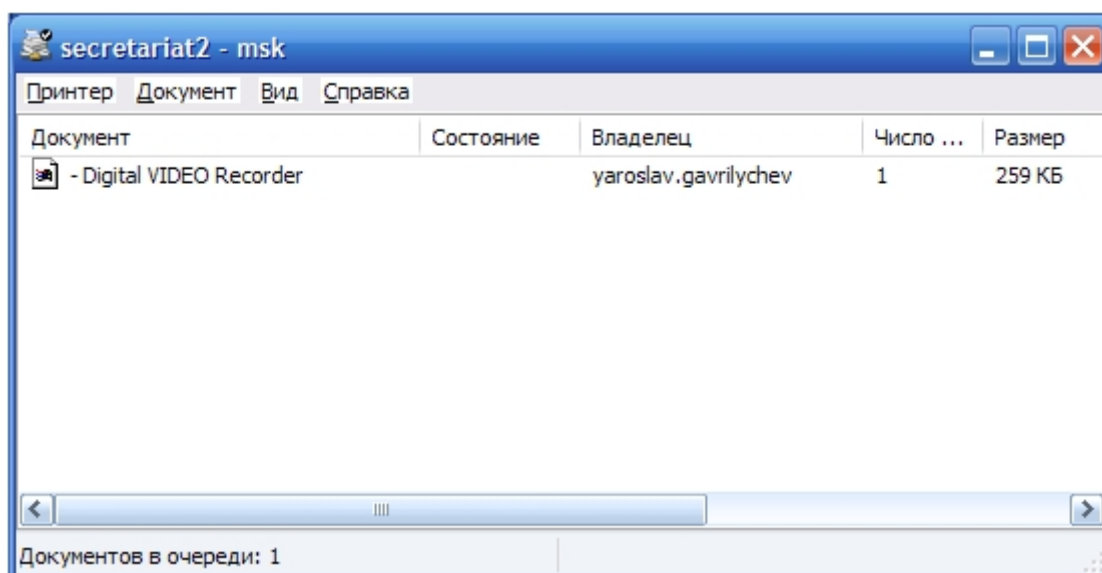 secretariat2 - msk
Принтер Документ Вид Справка
Документ Состояние Владелец Число ... Размер
- Digital VIDEO Recorder yaroslav.gavrilychev 1 259 КБ
Документов в очереди: 1